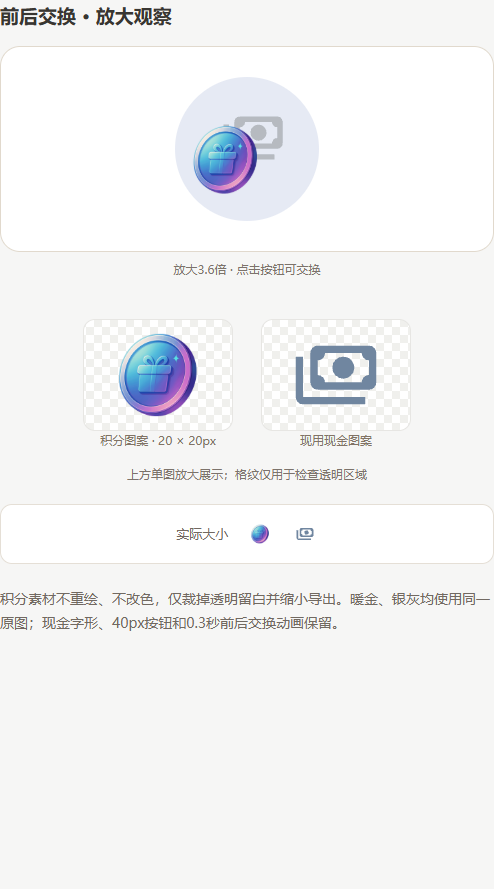 前后交换 · 放大观察
放大3.6倍 · 点击按钮可交换
积分图案 · 20 × 20px
现用现金图案
上方单图放大展示；格纹仅用于检查透明区域
实际大小
积分素材不重绘、不改色，仅裁掉透明留白并缩小导出。暖金、银灰均使用同一
原图；现金字形、40px按钮和0.3秒前后交换动画保留。